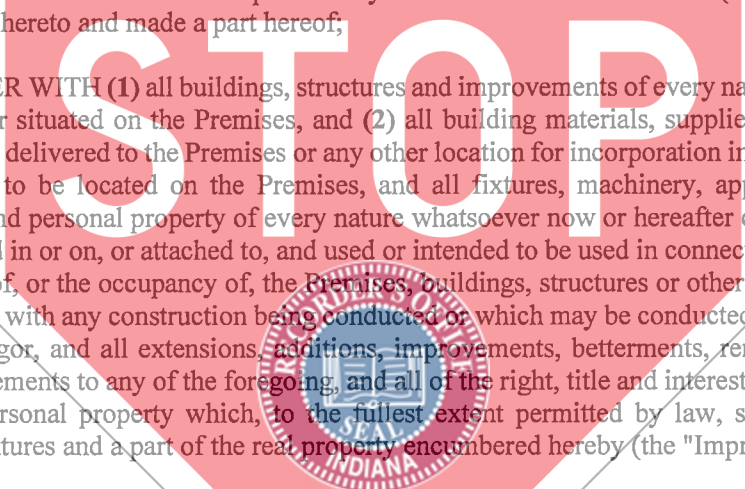 hereto and made a part hereof;
STOP
ER WITH (1) all buildings, structures and improvements of every na
r situated on the Premises, and (2) all building materials, supplie
delivered to the Premises or any other location for incorporation in
to be located on the Premises, and all fixtures, machinery, app
nd personal property of every nature whatsoever now or hereafter
in or on, or attached to, and used or intended to be used in connec
of, or the occupancy of, the Premises, buildings, structures or other
with any construction being conducted or which may be conducted
gor, and all extensions, additions, improvements, betterments, re
ements to any of the foregoing, and all of the right, title and interest
ersonal property which, to the fullest extent permitted by law, s
tures and a part of the real property encumbered hereby (the "Impr
RECORDER'S OFFICE
SEAL
INDIANA